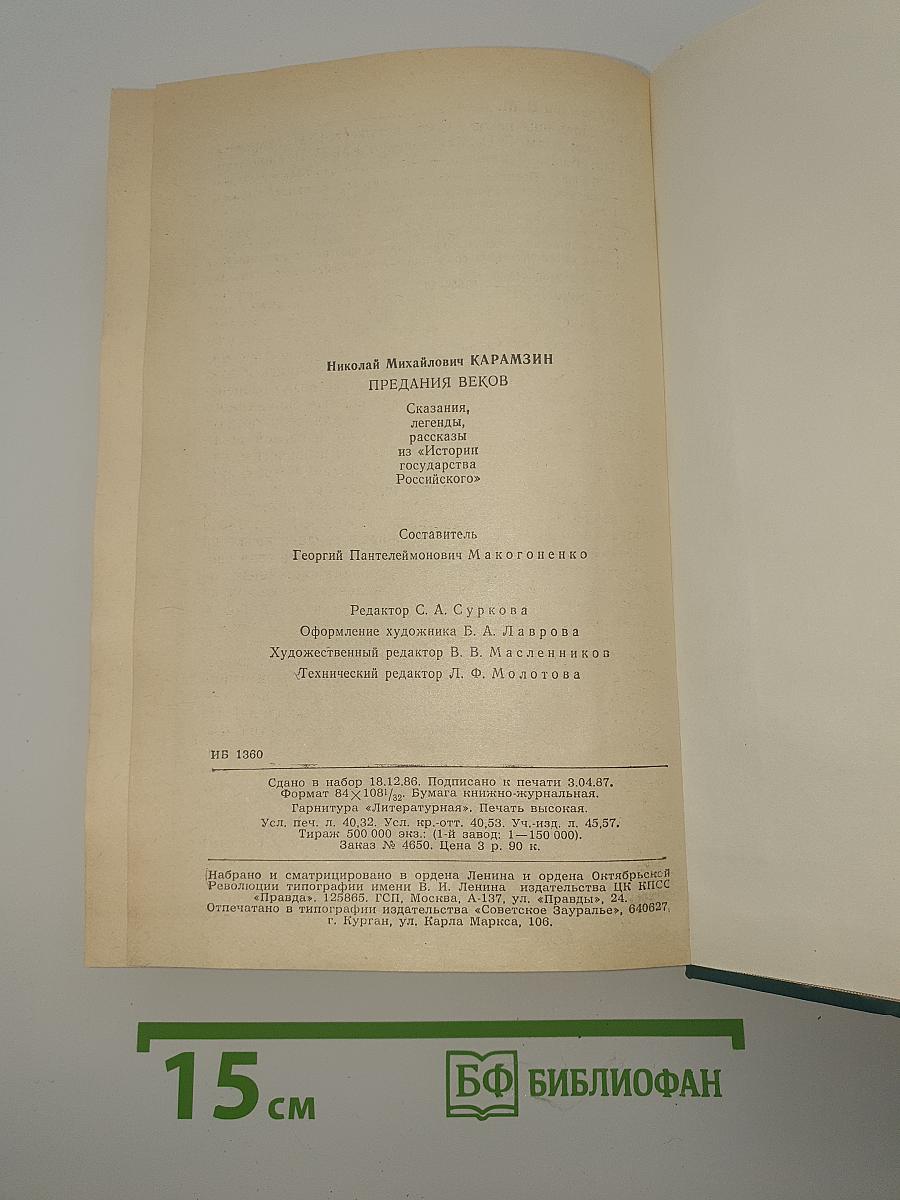 Николай Михайлович КАРАМЗИН
ПРЕДАНИЯ ВЕКОВ
Сказания,
легенды,
рассказы
из «Истории
государства
Российского»
Составитель
Георгий Пантелеймонович Макогоненко
Редактор С. А. Суркова
Оформление художника Б. А. Лаврова
Художественный редактор В. В. Масленников
Технический редактор Л. Ф. Молотова
ИБ 1360
Сдано в набор 18.12.86. Подписано к печати 3.04.87.
Формат 84×108¹/₃₂. Бумага книжно-журнальная.
Гарнитура «Литературная». Печать высокая.
Усл. печ. л. 40,32. Усл. кр.-отт. 40,53. Уч.-изд. л. 45,57.
Тираж 500 000 экз.: (1-й завод: 1—150 000).
Заказ № 4650. Цена 3 р. 90 к.
Набрано и сматрицировано в ордена Ленина и ордена Октябрьской
Революции типографии имени В. И. Ленина издательства ЦК КПСС
«Правда». 125865. ГСП, Москва, А-137, ул. «Правды», 24.
Отпечатано в типографии издательства «Советское Зауралье», 640627,
г. Курган, ул. Карла Маркса, 106.
15 см
БФ БИБЛИОФАН